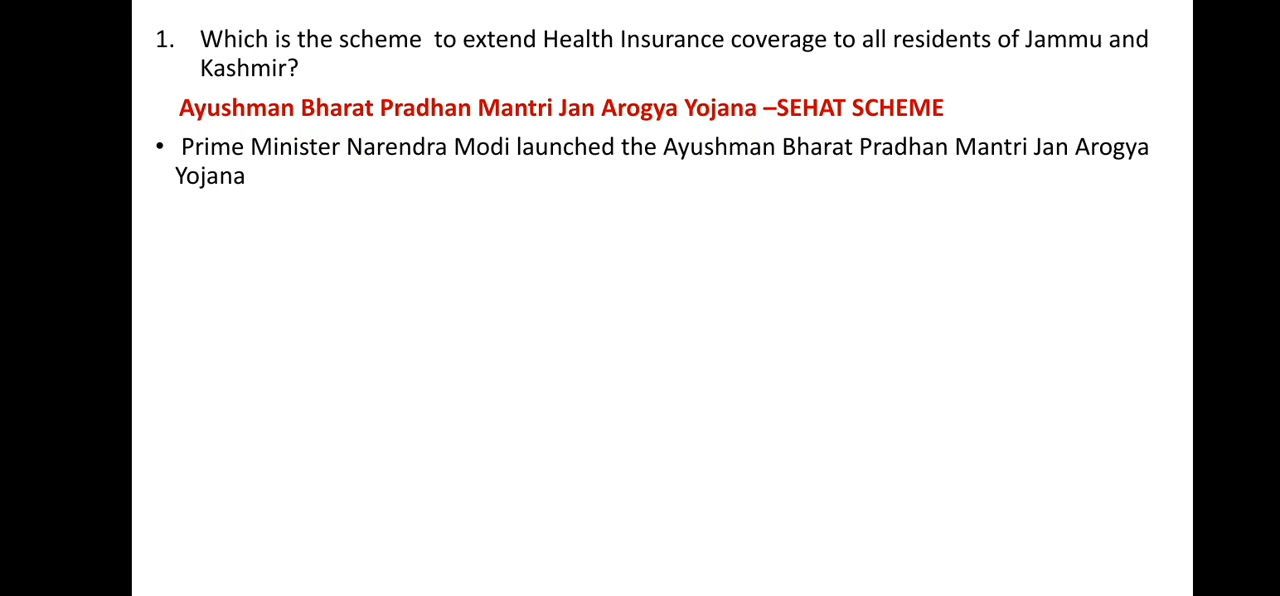 1. Which is the scheme  to extend Health Insurance coverage to all residents of Jammu and
Kashmir?
Ayushman Bharat Pradhan Mantri Jan Arogya Yojana –SEHAT SCHEME
• Prime Minister Narendra Modi launched the Ayushman Bharat Pradhan Mantri Jan Arogya
Yojana